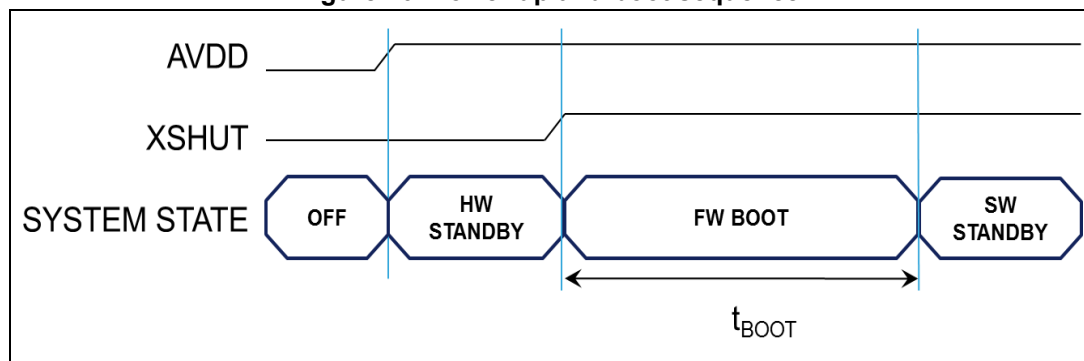 AVDD
XSHUT
SYSTEM STATE
OFF
HW
STANDBY
FW BOOT
SW
STANDBY
tBOOT